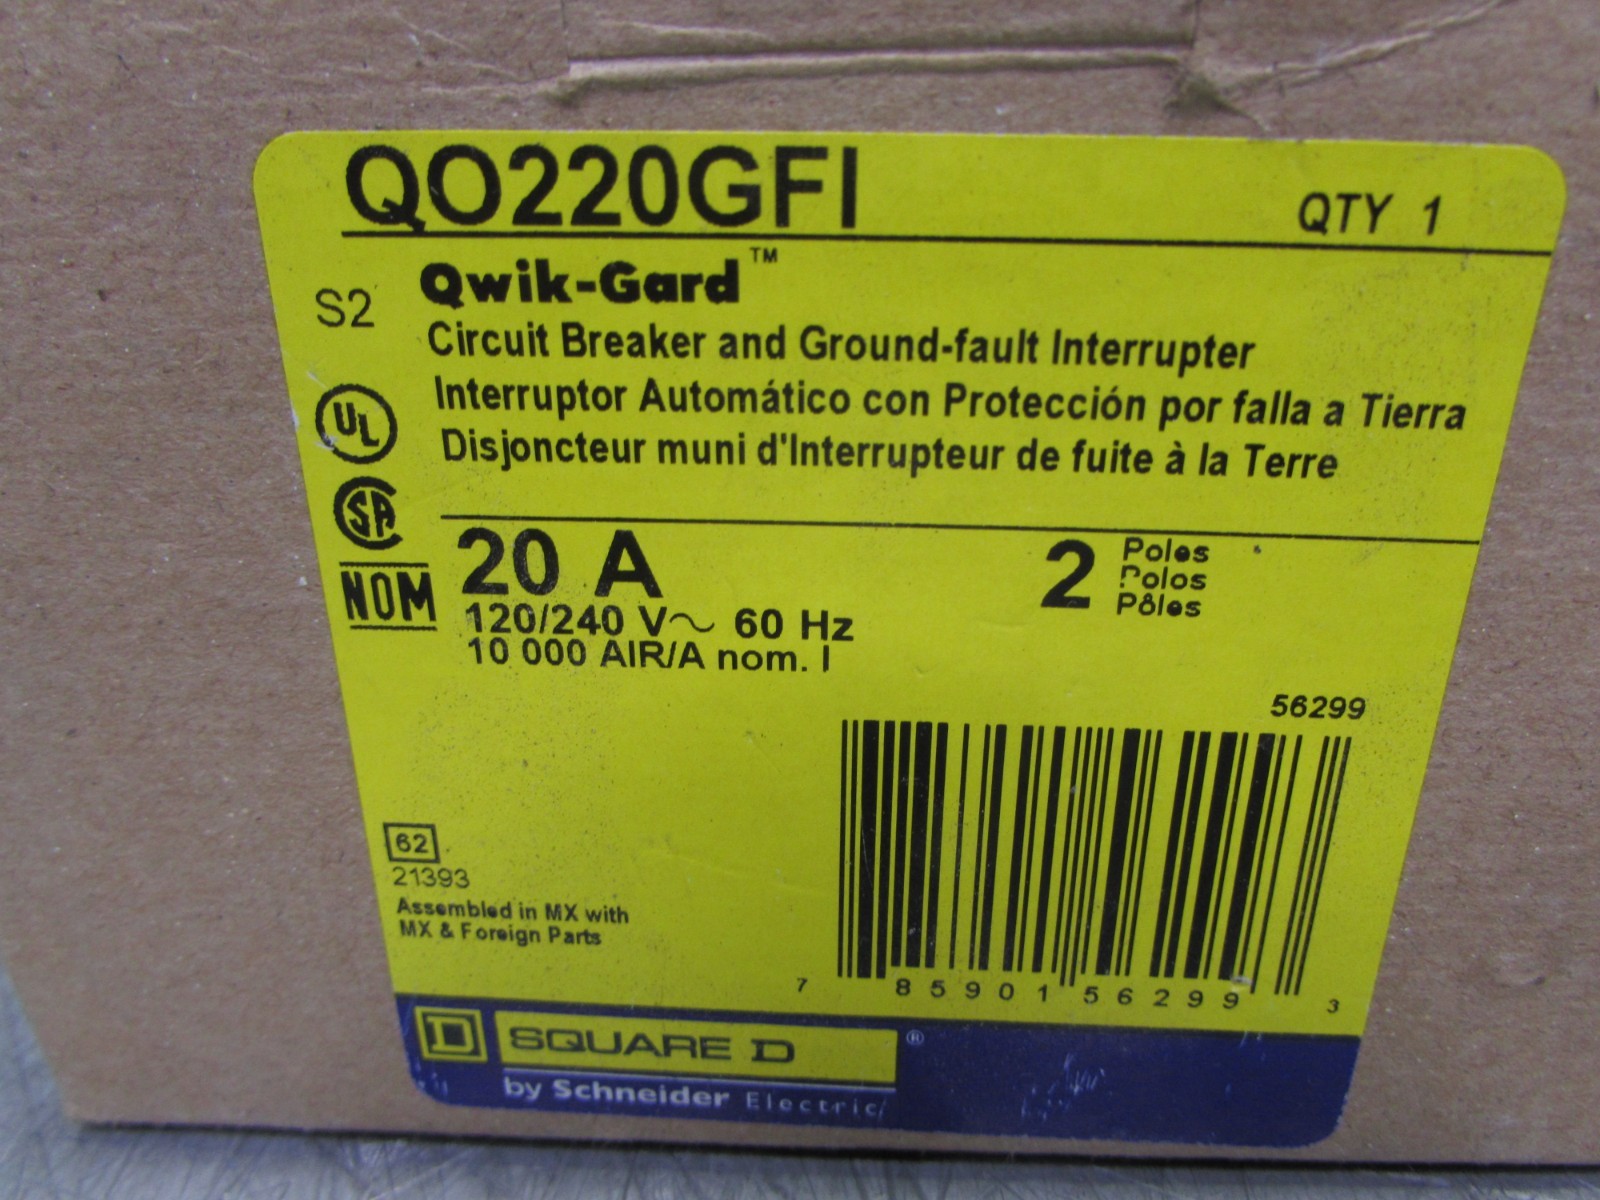 QO220GFI
QTY 1
S2
Qwik-Gard™
Circuit Breaker and Ground-fault Interrupter
Interruptor Automático con Protección por falla a Tierra
Disjoncteur muni d'Interrupteur de fuite à la Terre
UL
SA
NOM
20 A
120/240 V~ 60 Hz
10 000 AIR/A nom. I
2
Poles
Polos
Pôles
56299
7 85901 56299 3
62
21393
Assembled in MX with
MX & Foreign Parts
D
SQUARE D ®
by Schneider Electric